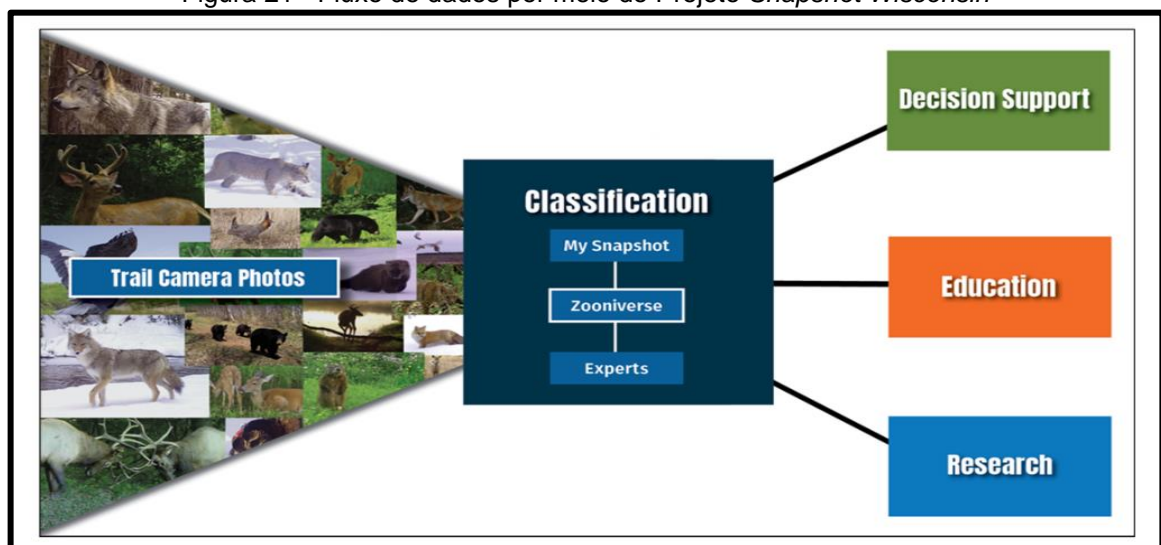 Figura 21 - Fluxo de dados por meio do Projeto Snapshot Wisconsin
Trail Camera Photos
Classification
My Snapshot
Zooniverse
Experts
Decision Support
Education
Research